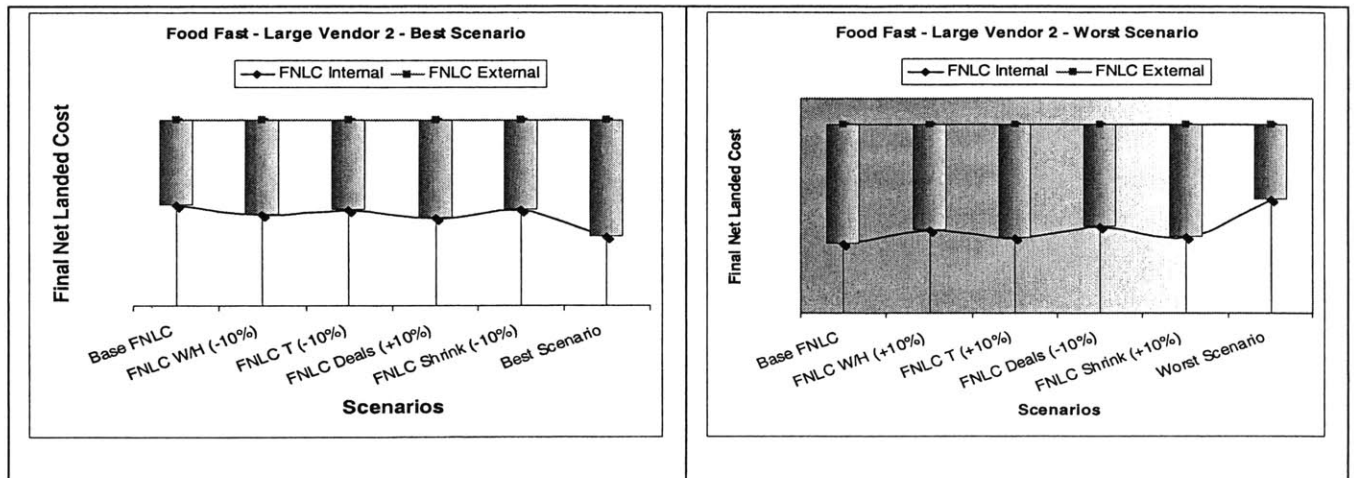 Food Fast - Large Vendor 2 - Best Scenario
FNLC Internal FNLC External
Final Net Landed Cost
Base FNLC
FNLC W/H (-10%)
FNLC T (-10%)
FNLC Deals (+10%)
FNLC Shrink (-10%)
Best Scenario
Scenarios
Food Fast - Large Vendor 2 - Worst Scenario
FNLC Internal FNLC External
Final Net Landed Cost
Base FNLC
FNLC W/H (+10%)
FNLC T (+10%)
FNLC Deals (-10%)
FNLC Shrink (+10%)
Worst Scenario
Scenarios